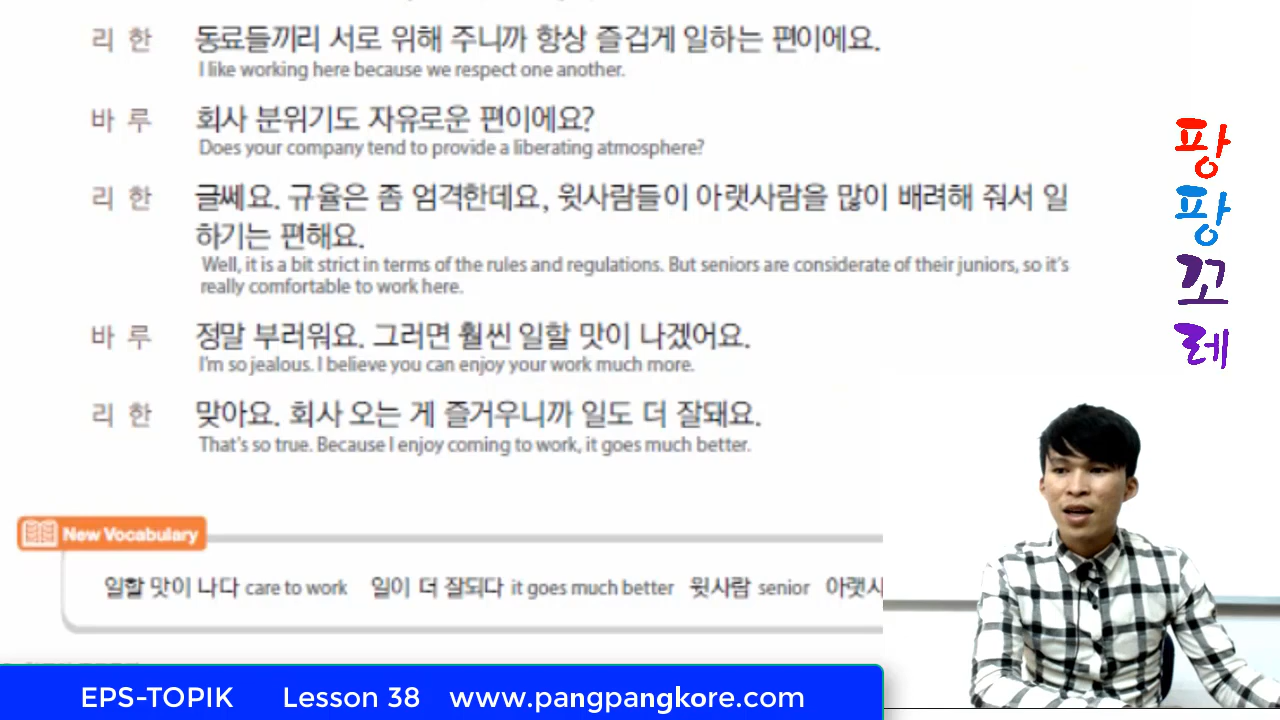 리 한 동료들끼리 서로 위해 주니까 항상 즐겁게 일하는 편이에요.
I like working here because we respect one another.
바 루 회사 분위기도 자유로운 편이에요?
Does your company tend to provide a liberating atmosphere?
리 한 글쎄요. 규율은 좀 엄격한데요, 윗사람들이 아랫사람을 많이 배려해 줘서 일
하기는 편해요.
Well, it is a bit strict in terms of the rules and regulations. But seniors are considerate of their juniors, so it's
really comfortable to work here.
바 루 정말 부러워요. 그러면 훨씬 일할 맛이 나겠어요.
I'm so jealous. I believe you can enjoy your work much more.
리 한 맞아요. 회사 오는 게 즐거우니까 일도 더 잘돼요.
That's so true. Because I enjoy coming to work, it goes much better.
New Vocabulary
일할 맛이 나다 care to work 일이 더 잘되다 it goes much better 윗사람 senior 아랫사
EPS-TOPIK Lesson 38 www.pangpangkore.com
팡
팡
꼬
레